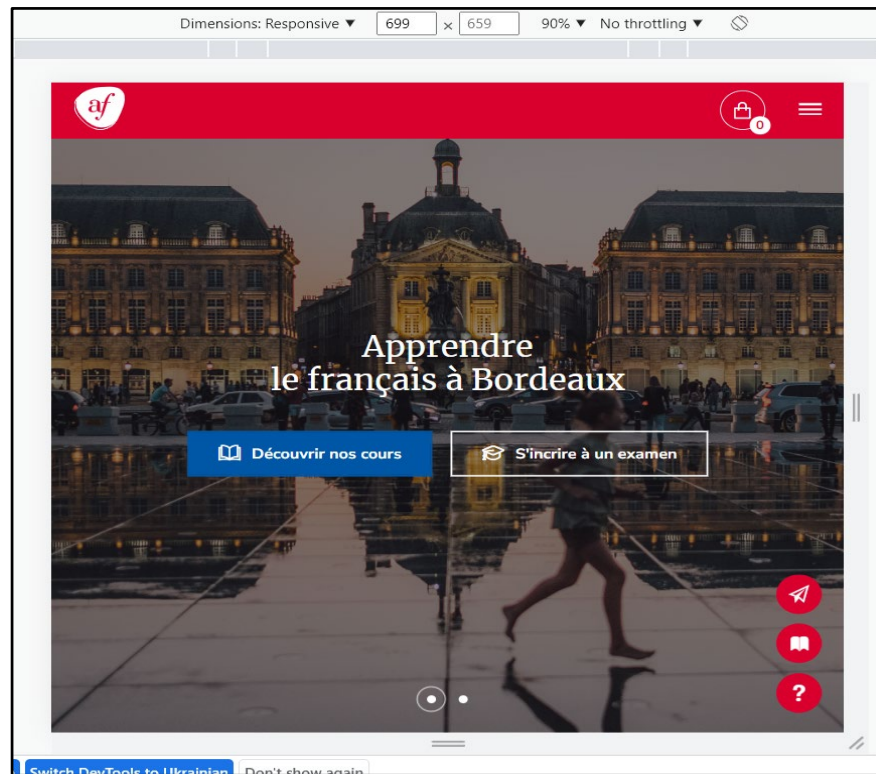 Dimensions: Responsive ▼ 699 × 659 90% ▼ No throttling ▼
af
0
Apprendre
le français à Bordeaux
Découvrir nos cours S'incrire à un examen
?
Switch DevTools to Ukrainian Don't show again